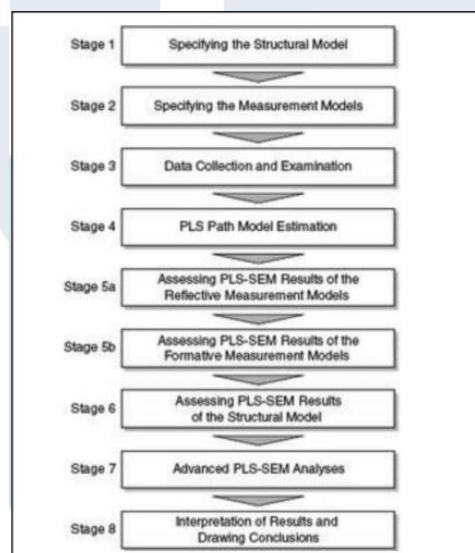 Stage 1 Specifying the Structural Model
Stage 2 Specifying the Measurement Models
Stage 3 Data Collection and Examination
Stage 4 PLS Path Model Estimation
Stage 5a Assessing PLS-SEM Results of the
Reflective Measurement Models
Stage 5b Assessing PLS-SEM Results of the
Formative Measurement Models
Stage 6 Assessing PLS-SEM Results
of the Structural Model
Stage 7 Advanced PLS-SEM Analyses
Stage 8 Interpretation of Results and
Drawing Conclusions